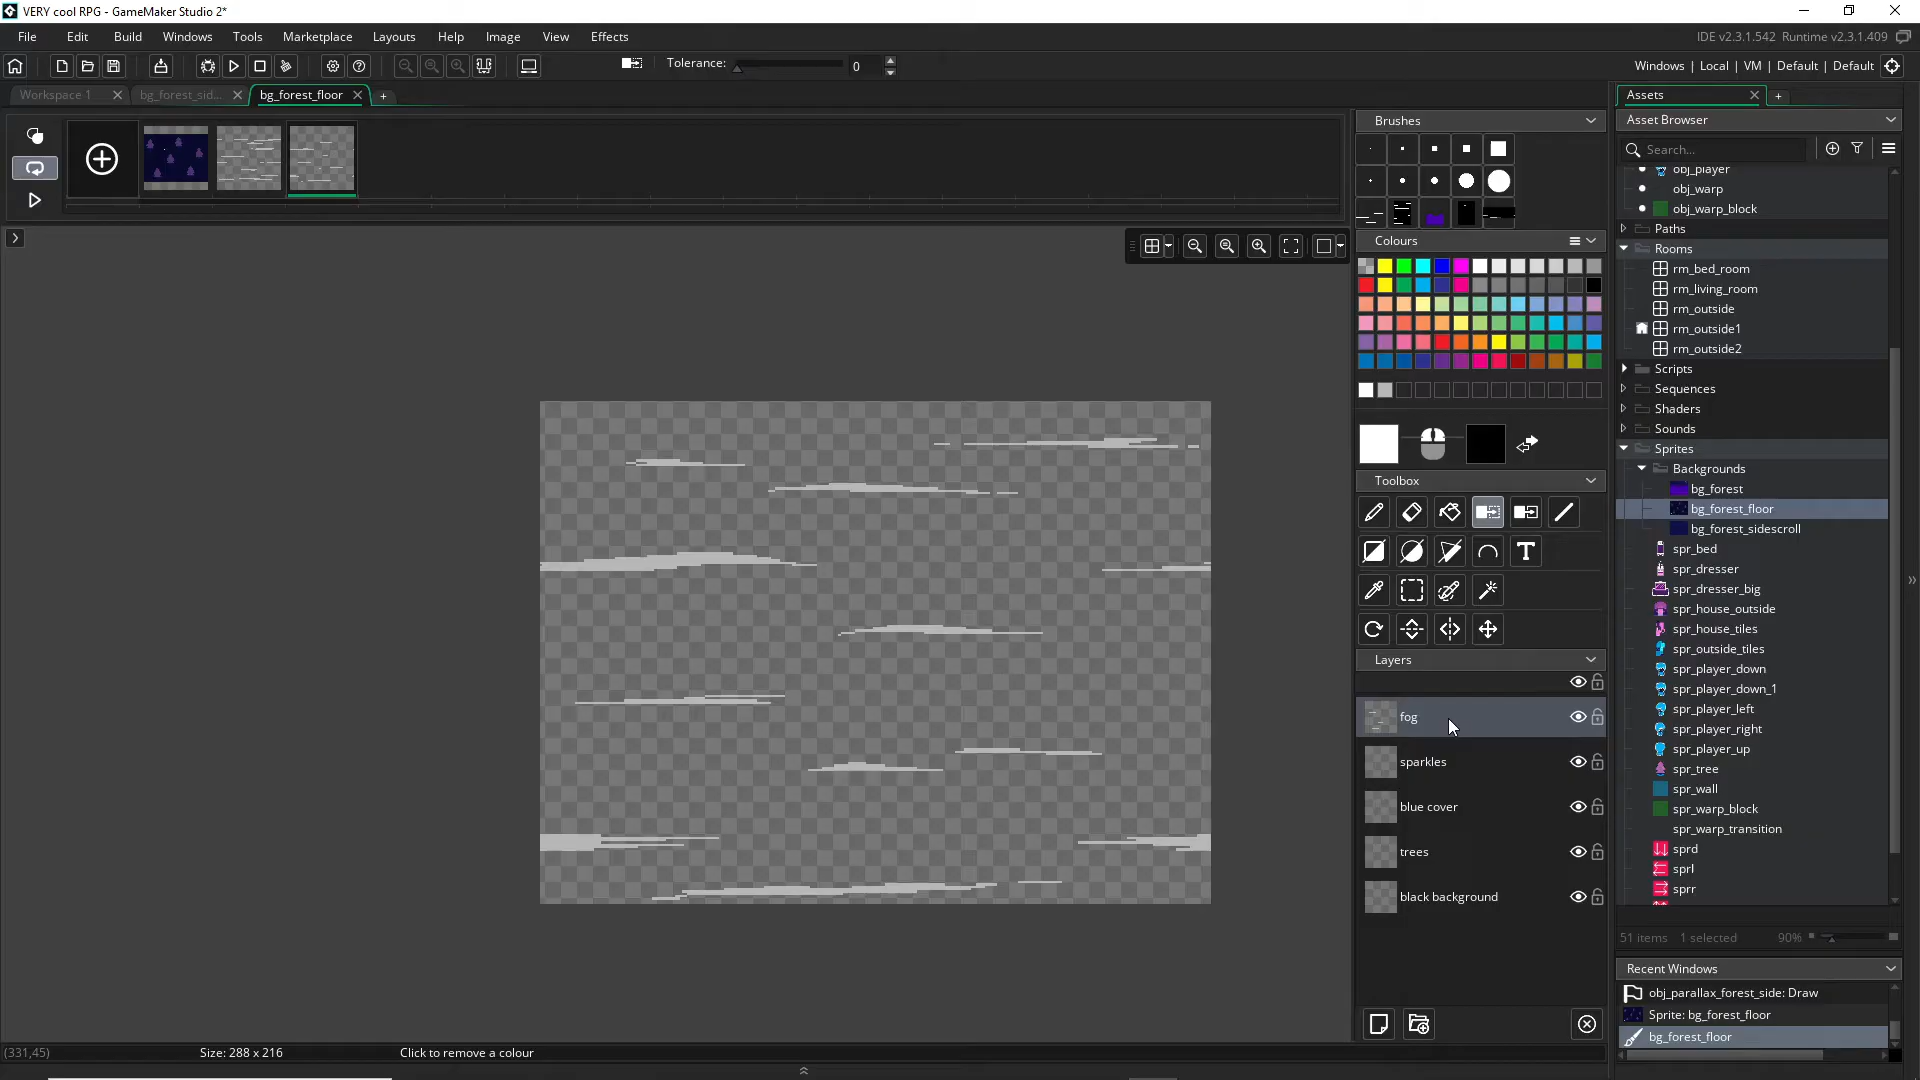 VERY cool RPG - GameMaker Studio 2*
File Edit Build Windows Tools Marketplace Layouts Help Image View Effects
IDE v2.3.1.542 Runtime v2.3.1.409
Tolerance: 0
Windows | Local | VM | Default | Default
Workspace 1
bg_forest_sid...
bg_forest_floor
Brushes
Colours
Toolbox
T
Layers
fog
sparkles
blue cover
trees
black background
Assets
Asset Browser
Search...
obj_player
obj_warp
obj_warp_block
Paths
Rooms
rm_bed_room
rm_living_room
rm_outside
rm_outside1
rm_outside2
Scripts
Sequences
Shaders
Sounds
Sprites
Backgrounds
bg_forest
bg_forest_floor
bg_forest_sidescroll
spr_bed
spr_dresser
spr_dresser_big
spr_house_outside
spr_house_tiles
spr_outside_tiles
spr_player_down
spr_player_down_1
spr_player_left
spr_player_right
spr_player_up
spr_tree
spr_wall
spr_warp_block
spr_warp_transition
sprd
sprl
sprr
51 items 1 selected 90%
Recent Windows
obj_parallax_forest_side: Draw
Sprite: bg_forest_floor
bg_forest_floor
(331,45) Size: 288 x 216 Click to remove a colour